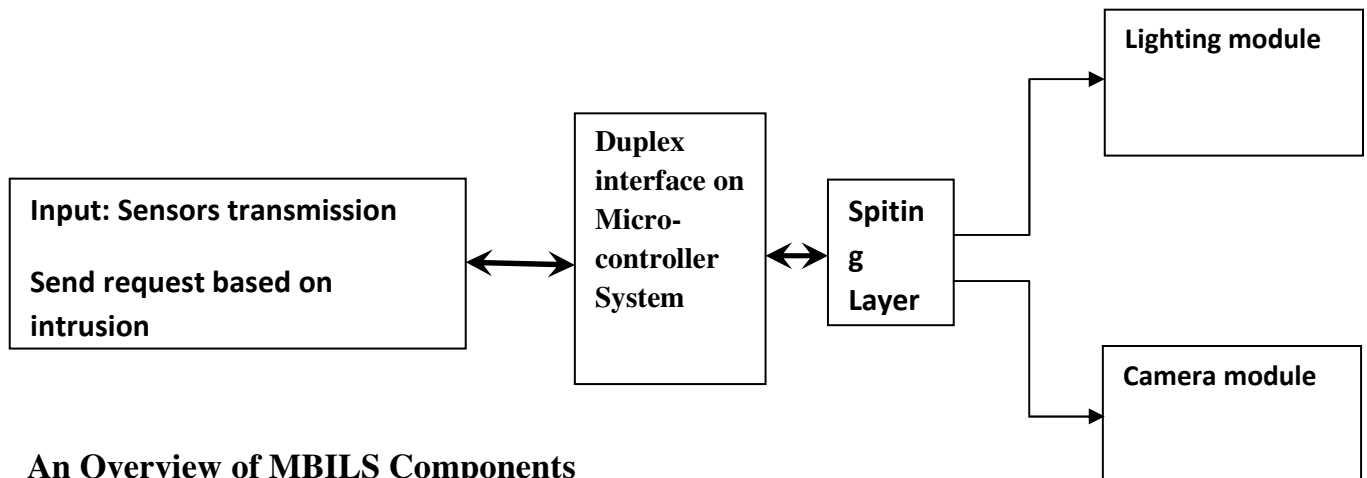 Lighting module
Duplex
interface on
Micro-
controller
System
Input: Sensors transmission
Send request based on
intrusion
Spitin
g
Layer
Camera module
An Overview of MBILS Components